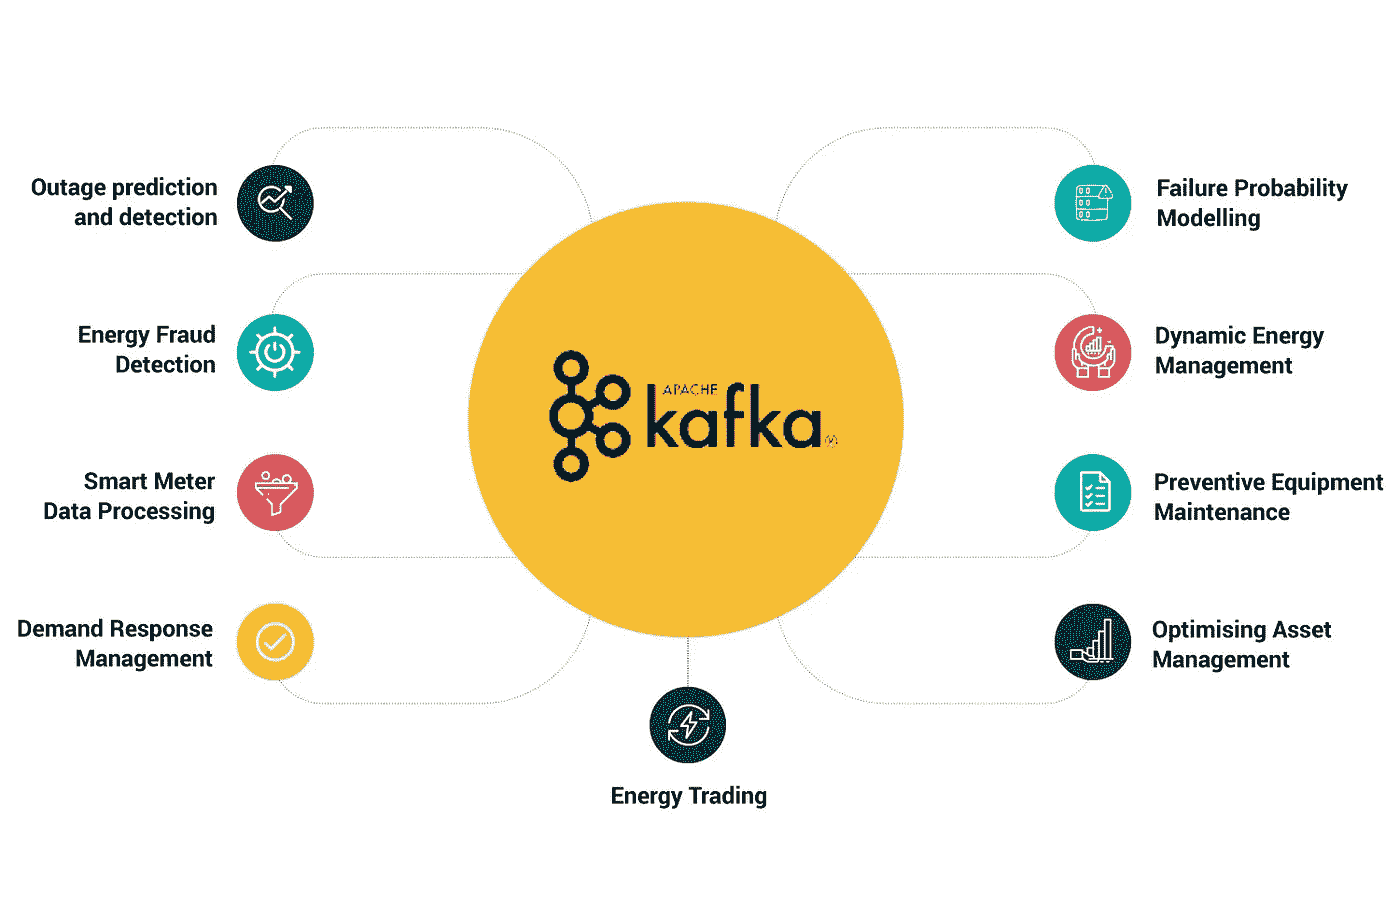 Outage prediction
and detection
Energy Fraud
Detection
Smart Meter
Data Processing
Demand Response
Management
APACHE
kafka®
Energy Trading
Failure Probability
Modelling
Dynamic Energy
Management
Preventive Equipment
Maintenance
Optimising Asset
Management